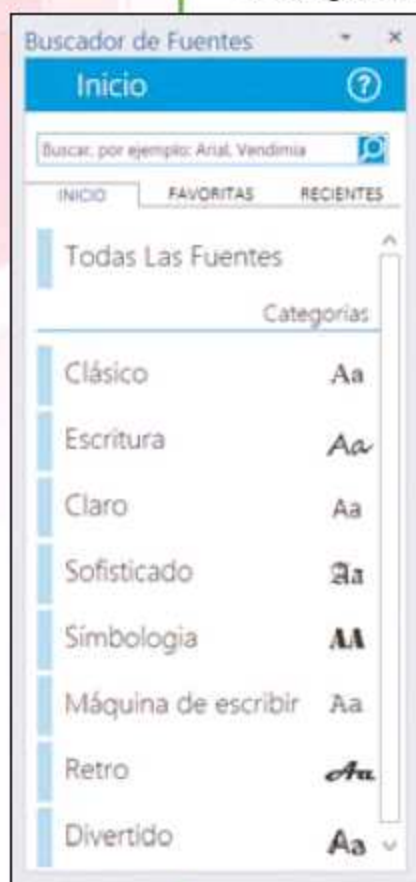 Buscador de Fuentes
Inicio ?
Buscar, por ejemplo: Arial, Vendimia
INICIO FAVORITAS RECIENTES
Todas Las Fuentes
Categorías
Clásico Aa
Escritura Aa
Claro Aa
Sofisticado Aa
Simbologia AA
Máquina de escribir Aa
Retro Aa
Divertido Aa